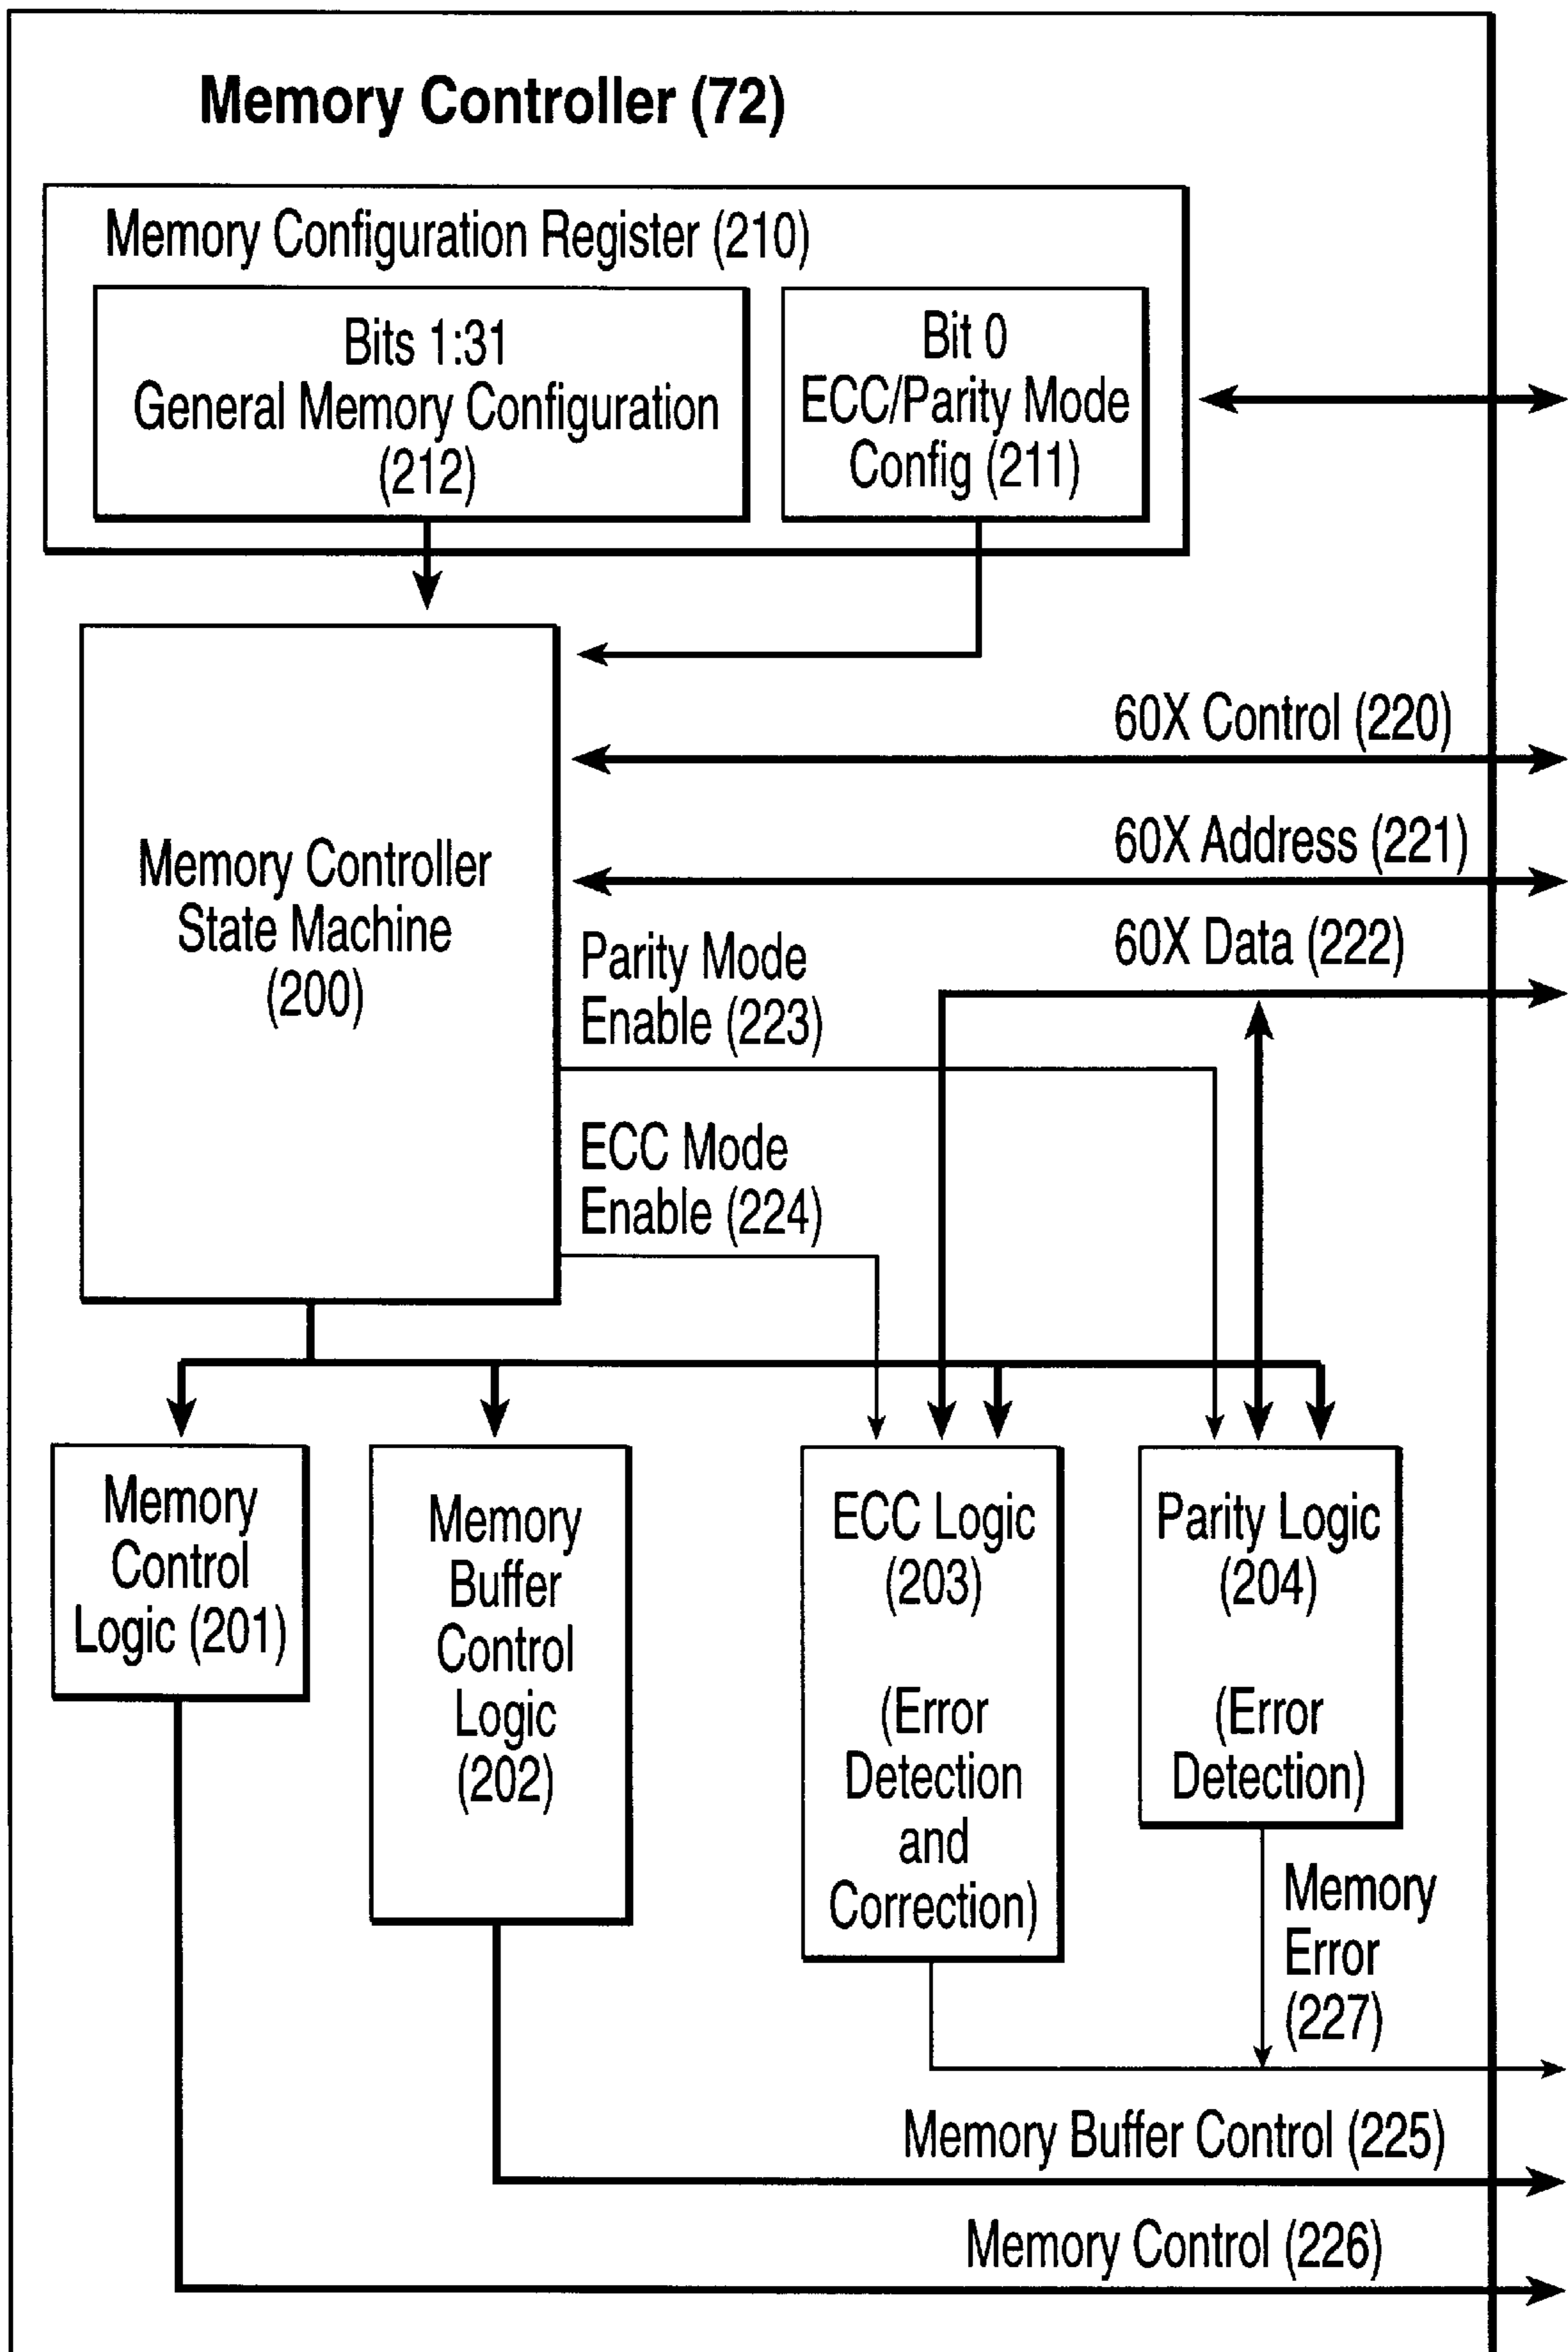 Memory Controller (72)
Memory Configuration Register (210)
Bits 1:31
General Memory Configuration
(212)
Bit 0
ECC/Parity Mode
Config (211)
60X Control (220)
60X Address (221)
60X Data (222)
Memory Controller
State Machine
(200)
Parity Mode
Enable (223)
ECC Mode
Enable (224)
Memory
Control
Logic (201)
Memory
Buffer
Control
Logic
(202)
ECC Logic
(203)
(Error
Detection
and
Correction)
Parity Logic
(204)
(Error
Detection)
Memory
Error
(227)
Memory Buffer Control (225)
Memory Control (226)